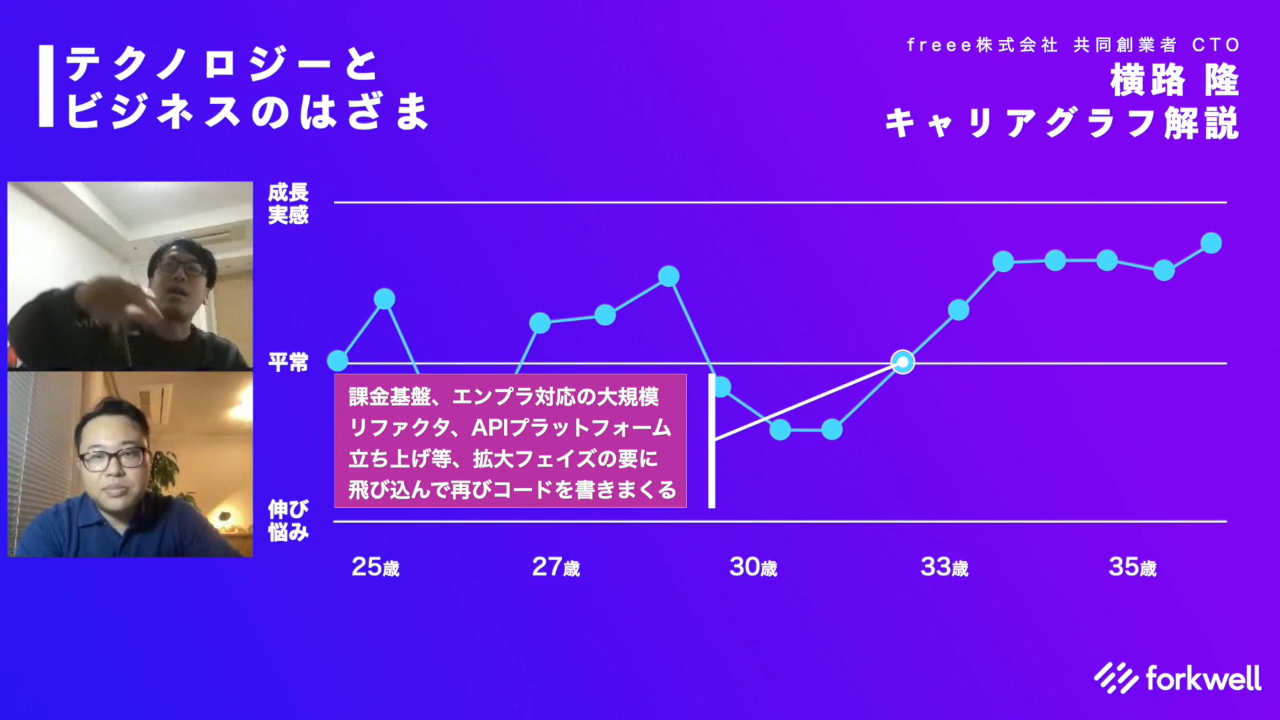 テクノロジーと
ビジネスのはざま
freee株式会社 共同創業者 CTO
横路 隆
キャリアグラフ解説
成長
実感
平常
課金基盤、エンプラ対応の大規模
リファクタ、APIプラットフォーム
立ち上げ等、拡大フェイズの要に
飛び込んで再びコードを書きまくる
伸び
悩み
25歳
27歳
30歳
33歳
35歳
forkwell